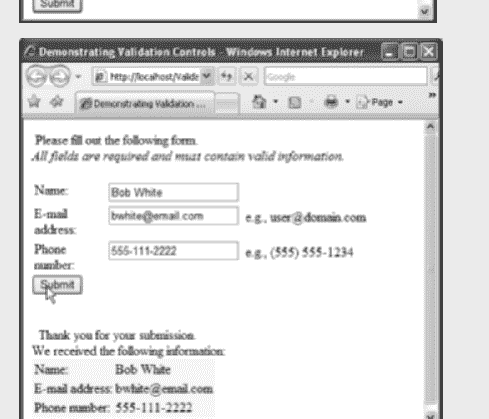 Submit
Demonstrating Validation Controls - Windows Internet Explorer
http://localhost/Valida
Google
Demonstrating Validation ...
Page
»
Please fill out the following form.
All fields are required and must contain valid information.
Name: Bob White
E-mail address: bwhite@email.com e.g., user@domain.com
Phone number: 555-111-2222 e.g., (555) 555-1234
Submit
Thank you for your submission.
We received the following information:
Name: Bob White
E-mail address: bwhite@email.com
Phone number: 555-111-2222